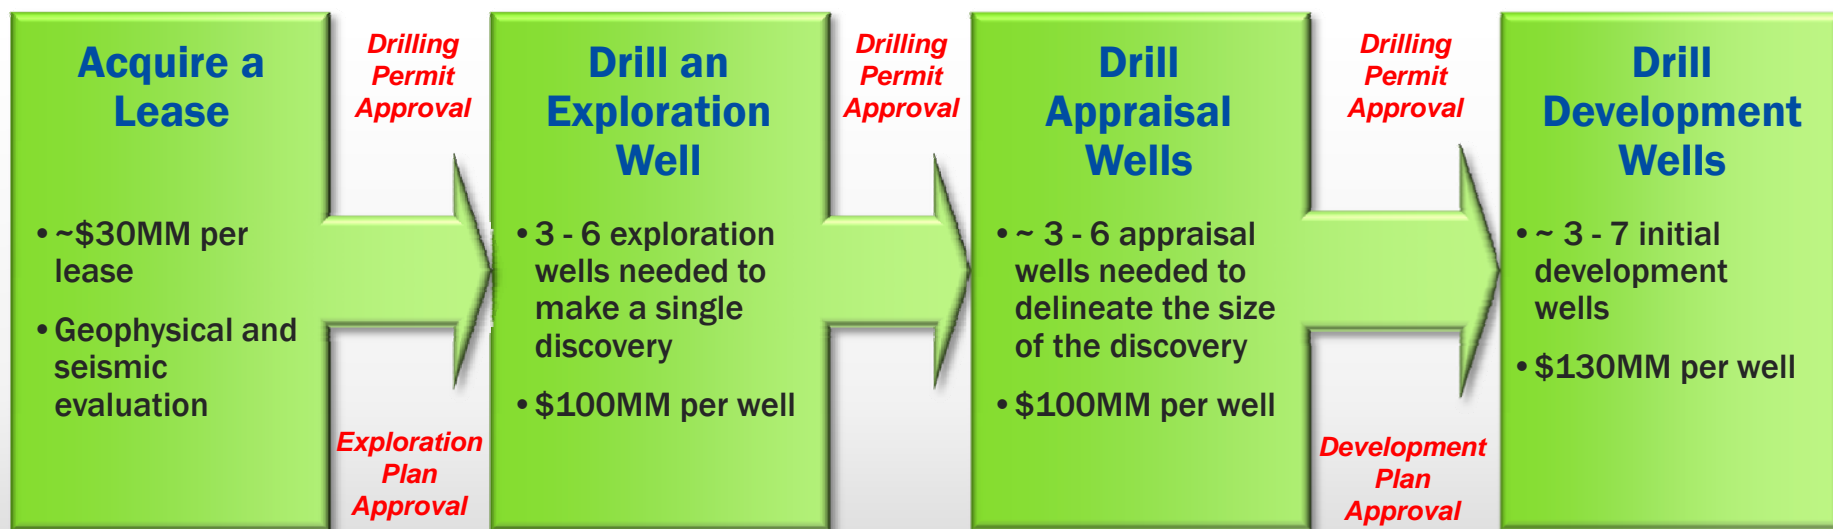 Acquire a
Lease
• ~$30MM per
lease
• Geophysical and
seismic
evaluation
Drilling
Permit
Approval
Exploration
Plan
Approval
Drill an
Exploration
Well
• 3 - 6 exploration
wells needed to
make a single
discovery
• $100MM per well
Drilling
Permit
Approval
Drill
Appraisal
Wells
• ~ 3 - 6 appraisal
wells needed to
delineate the size
of the discovery
• $100MM per well
Drilling
Permit
Approval
Development
Plan
Approval
Drill
Development
Wells
• ~ 3 - 7 initial
development
wells
• $130MM per well